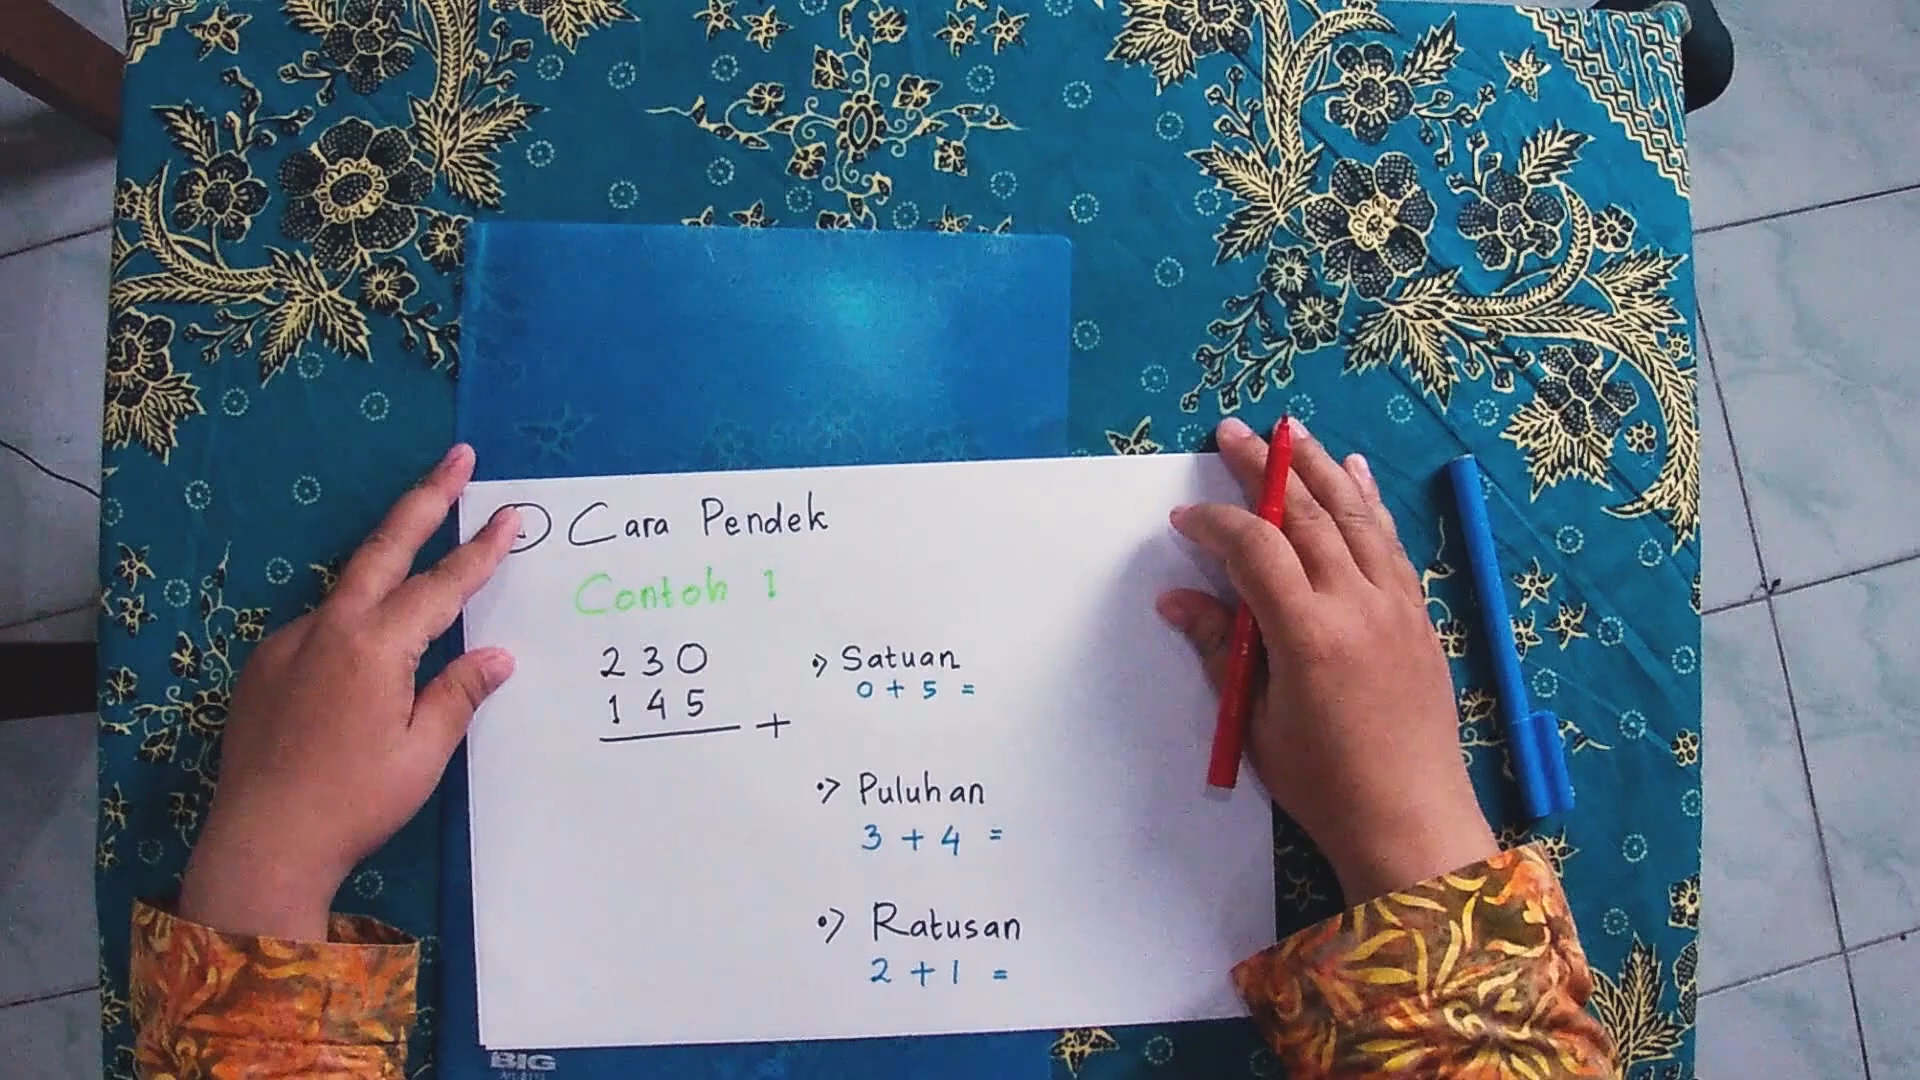 Cara Pendek
Contoh 1
230
145
+
•) Satuan
0 + 5 =
•) Puluhan
3 + 4 =
•) Ratusan
2 + 1 =
BIG